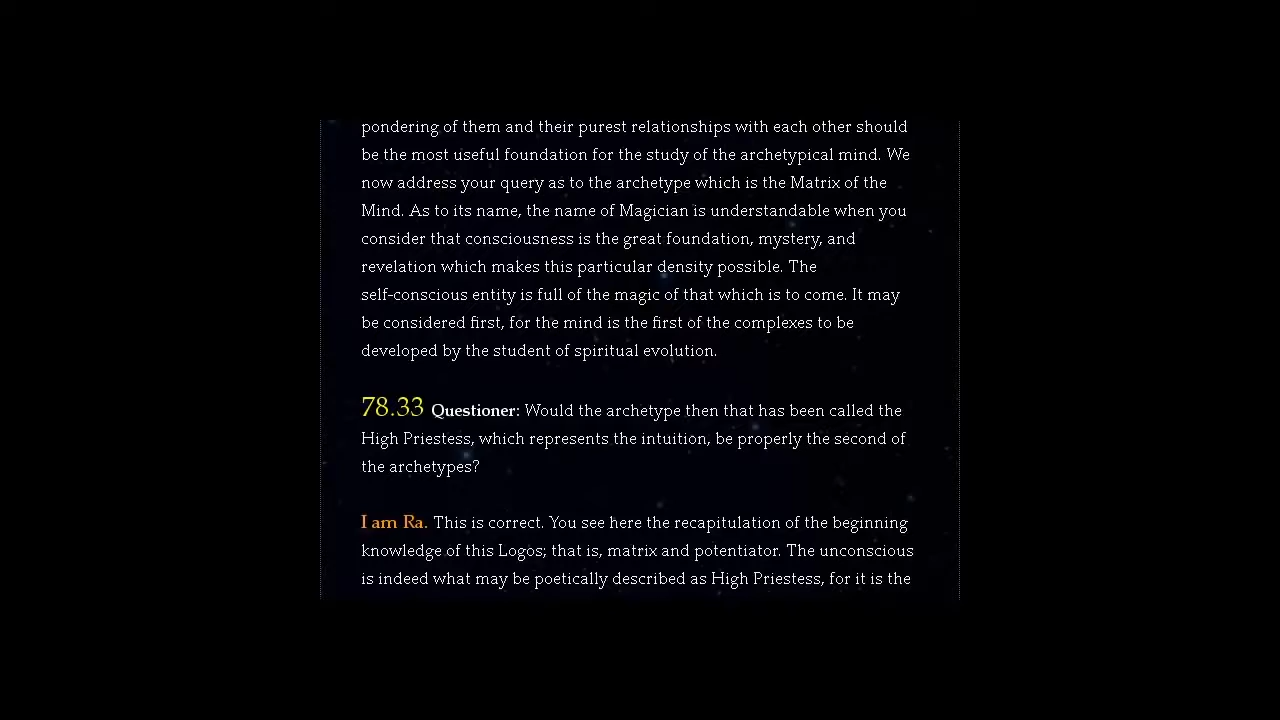 pondering of them and their purest relationships with each other should
be the most useful foundation for the study of the archetypical mind. We
now address your query as to the archetype which is the Matrix of the
Mind. As to its name, the name of Magician is understandable when you
consider that consciousness is the great foundation, mystery, and
revelation which makes this particular density possible. The
self-conscious entity is full of the magic of that which is to come. It may
be considered first, for the mind is the first of the complexes to be
developed by the student of spiritual evolution.
78.33 Questioner: Would the archetype then that has been called the
High Priestess, which represents the intuition, be properly the second of
the archetypes?
I am Ra. This is correct. You see here the recapitulation of the beginning
knowledge of this Logos; that is, matrix and potentiator. The unconscious
is indeed what may be poetically described as High Priestess, for it is the